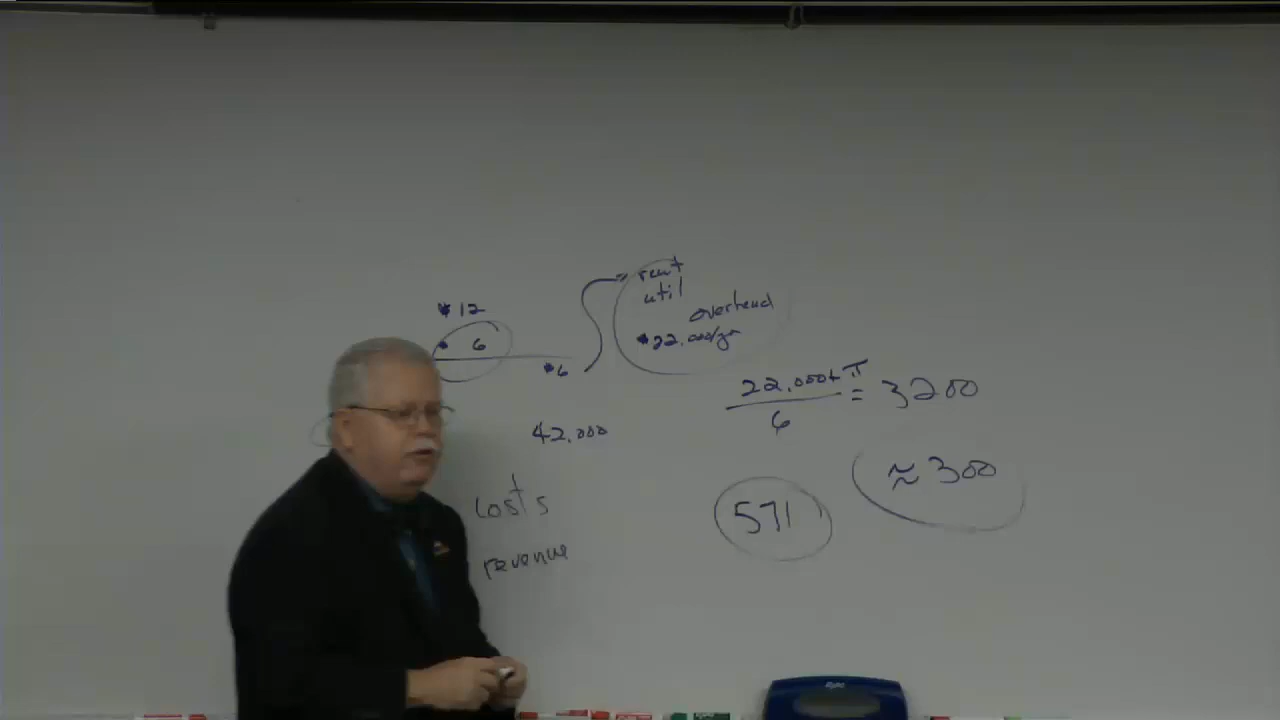 $12
$ 6
$6
rent
util
overhead
$22,000/yr
22,000+π
6
= 3200
42,000
≈ 300
costs
571
revenue
expo